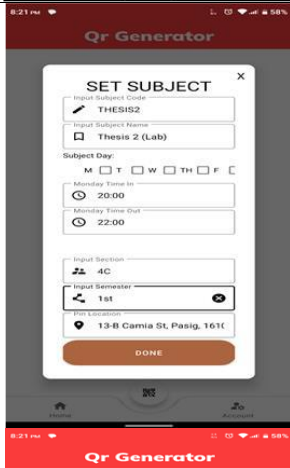 8:21 PM 58%
Qr Generator
X
SET SUBJECT
Input Subject Code
THESIS2
Input Subject Name
Thesis 2 (Lab)
Subject Day:
M T W TH F
Monday Time In
20:00
Monday Time Out
22:00
Input Section
4C
Input Semester
1st
Pin Location
13-B Camia St, Pasig, 161(
DONE
Home Account
8:21 PM 58%
Qr Generator